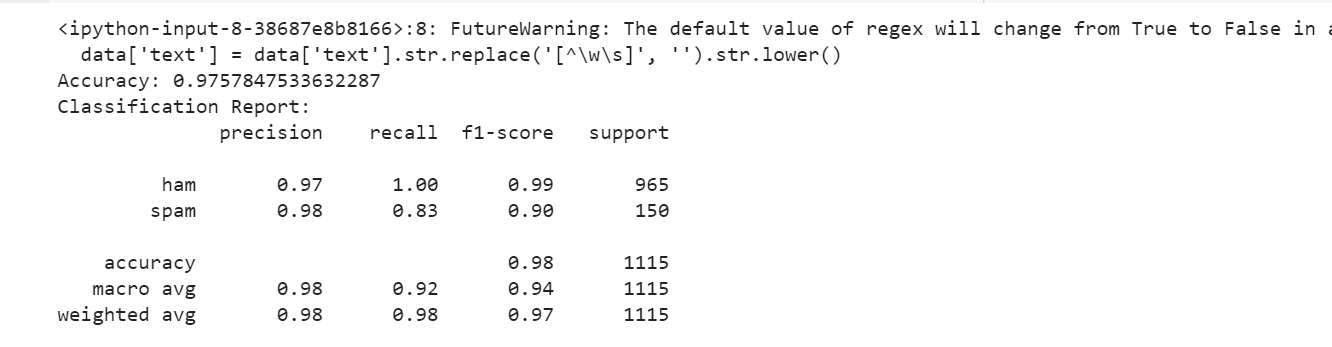 <ipython-input-8-38687e8b8166>:8: FutureWarning: The default value of regex will change from True to False in
data['text'] = data['text'].str.replace('[^\w\s]', '').str.lower()
Accuracy: 0.9757847533632287
Classification Report:
precision recall f1-score support
ham 0.97 1.00 0.99 965
spam 0.98 0.83 0.90 150
accuracy 0.98 1115
macro avg 0.98 0.92 0.94 1115
weighted avg 0.98 0.98 0.97 1115